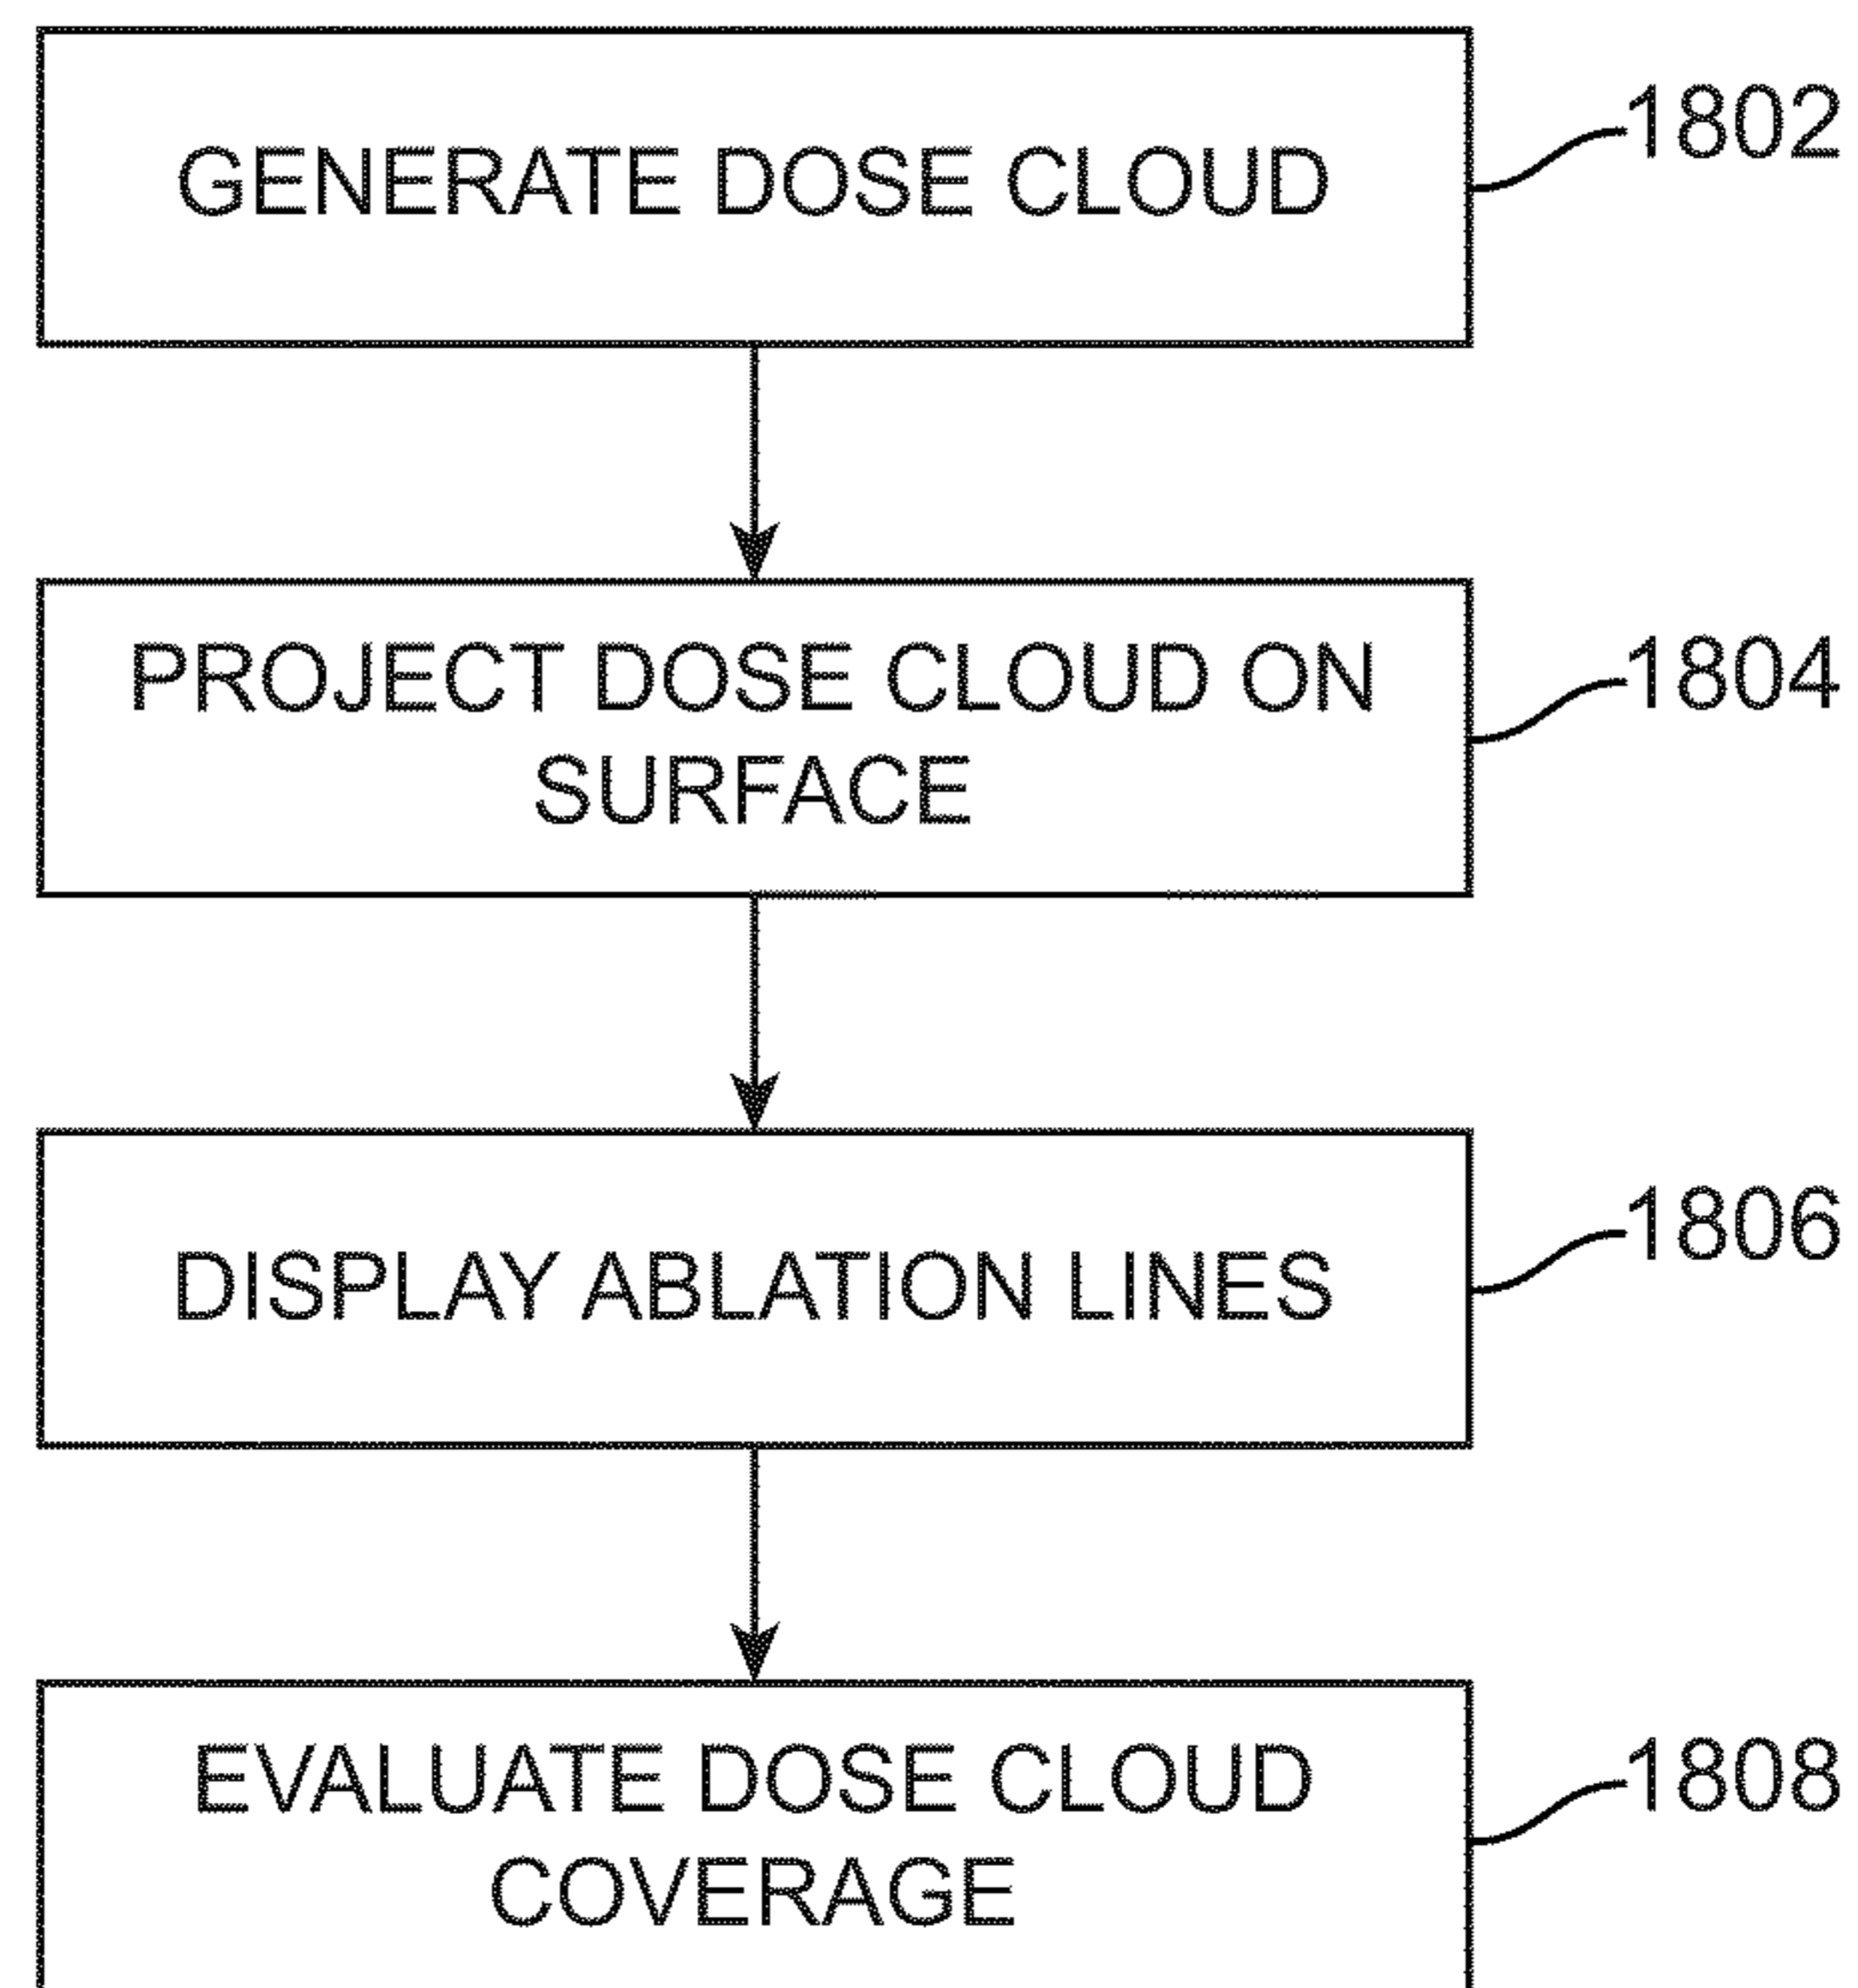 GENERATE DOSE CLOUD
1802
PROJECT DOSE CLOUD ON
SURFACE
1804
DISPLAY ABLATION LINES
1806
EVALUATE DOSE CLOUD
COVERAGE
1808